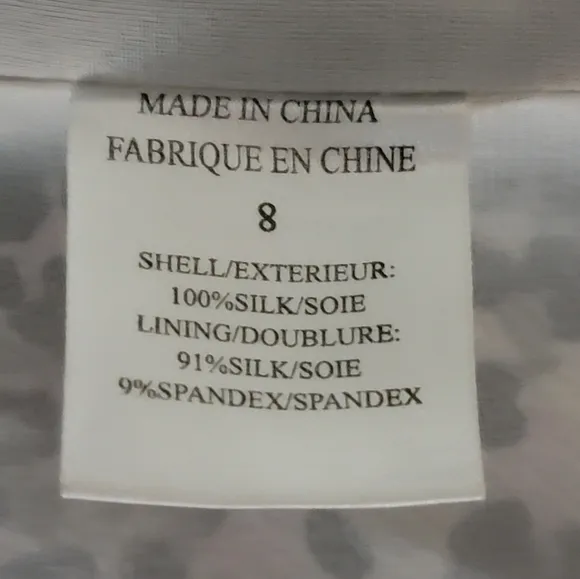 MADE IN CHINA
FABRIQUE EN CHINE
8
SHELL/EXTERIEUR:
100%SILK/SOIE
LINING/DOUBLURE:
91%SILK/SOIE
9%SPANDEX/SPANDEX